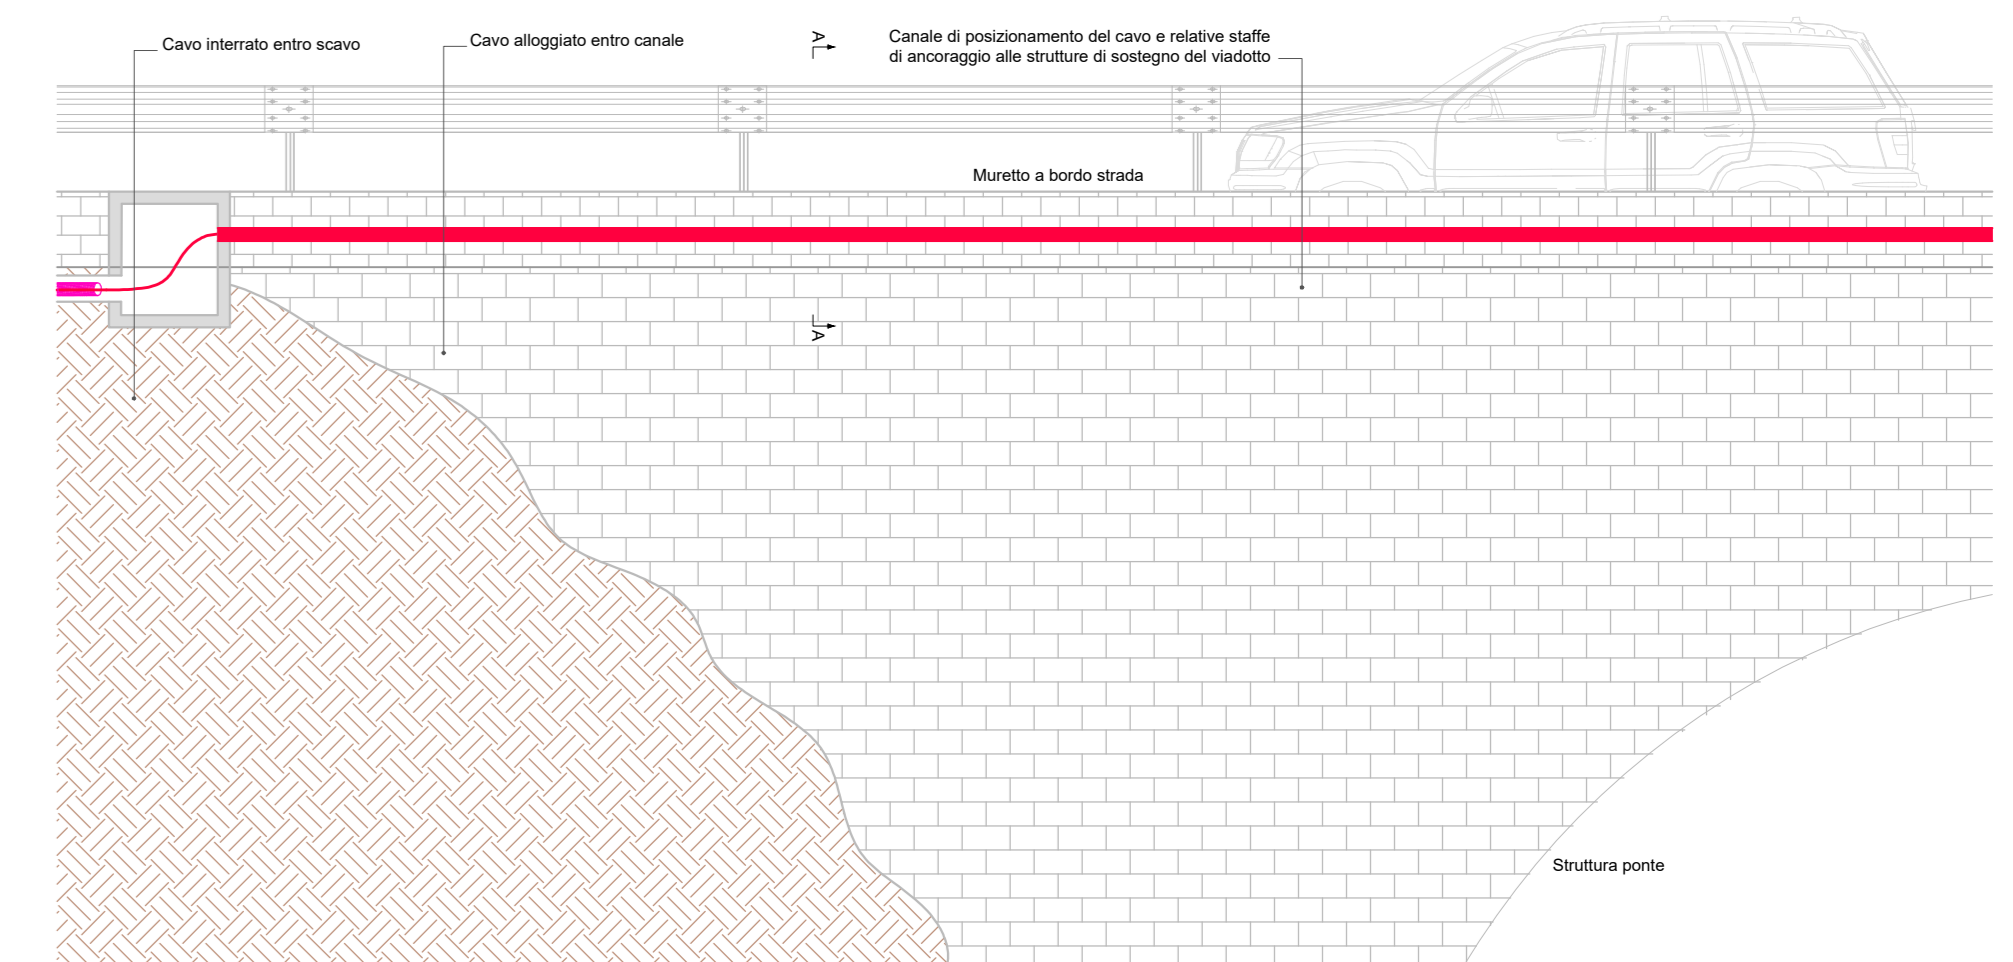 Cavo interrato entro scavo
Cavo alloggiato entro canale
A
Canale di posizionamento del cavo e relative staffe
di ancoraggio alle strutture di sostegno del viadotto
Muretto a bordo strada
A
Struttura ponte